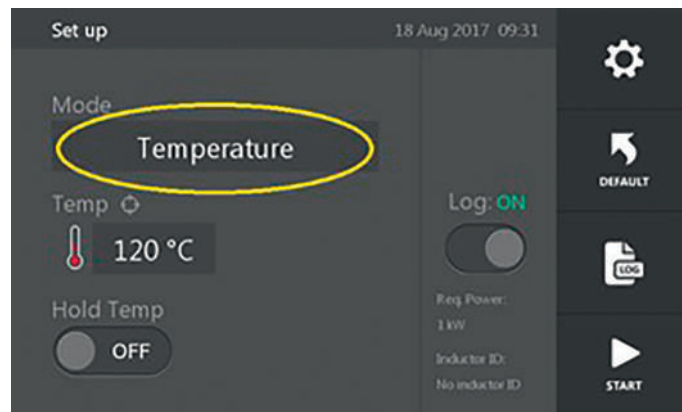 Set up
18 Aug 2017 09:31
Mode
Temperature
Temp
120 °C
Hold Temp
OFF
Log: ON
Req. Power:
1 kW
Inductor ID:
No inductor ID
DEFAULT
LOG
START